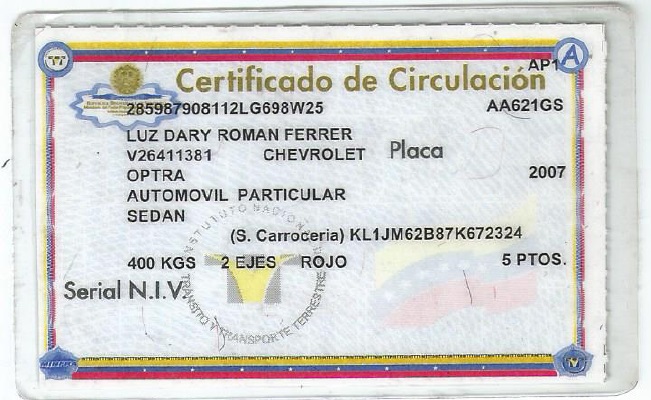 AP1
Certificado de Circulación
285987908112LG698W25 AA621GS
LUZ DARY ROMAN FERRER
V26411381 CHEVROLET Placa
OPTRA 2007
AUTOMOVIL PARTICULAR
SEDAN
(S. Carroceria) KL1JM62B87K672324
400 KGS 2 EJES ROJO 5 PTOS.
Serial N.I.V.
INSTITUTO NACIONAL
TRÁNSITO Y TRANSPORTE TERRESTRE